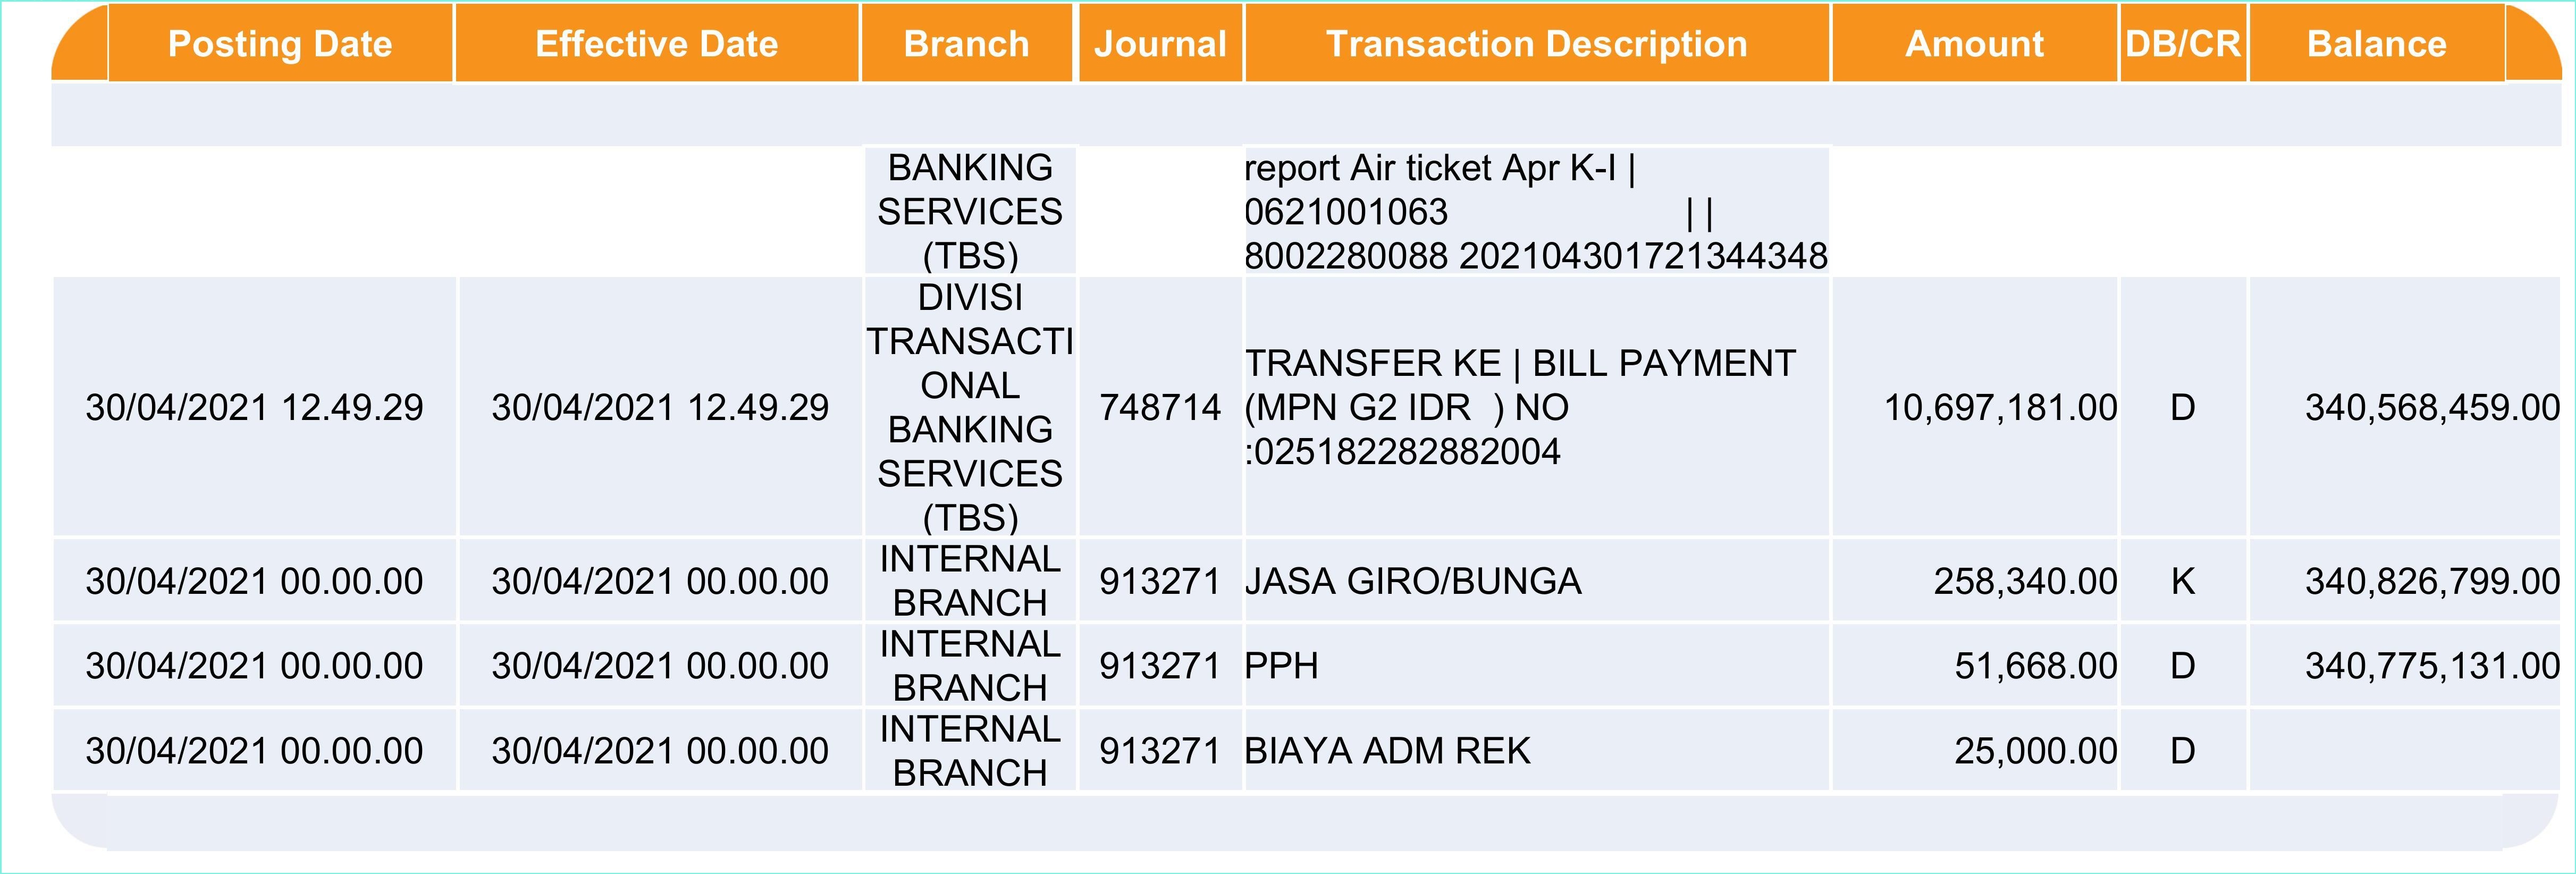 Posting Date Effective Date Branch Journal Transaction Description Amount DB/CR Balance
BANKING
SERVICES
(TBS)
report Air ticket Apr K-I |
0621001063 | |
8002280088 202104301721344348
30/04/2021 12.49.29 30/04/2021 12.49.29
DIVISI
TRANSACTI
ONAL
BANKING
SERVICES
(TBS)
748714
TRANSFER KE | BILL PAYMENT
(MPN G2 IDR ) NO
:025182282882004
10,697,181.00 D 340,568,459.00
30/04/2021 00.00.00 30/04/2021 00.00.00
INTERNAL
BRANCH
913271 JASA GIRO/BUNGA 258,340.00 K 340,826,799.00
30/04/2021 00.00.00 30/04/2021 00.00.00
INTERNAL
BRANCH
913271 PPH 51,668.00 D 340,775,131.00
30/04/2021 00.00.00 30/04/2021 00.00.00
INTERNAL
BRANCH
913271 BIAYA ADM REK 25,000.00 D